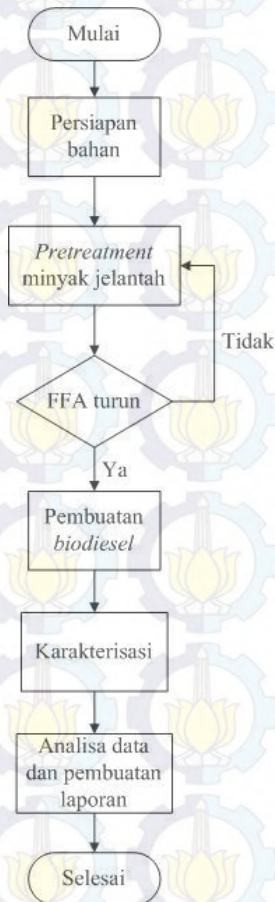 Mulai
Persiapan
bahan
Pretreatment
minyak jelantah
Tidak
FFA turun
Ya
Pembuatan
biodiesel
Karakterisasi
Analisa data
dan pembuatan
laporan
Selesai